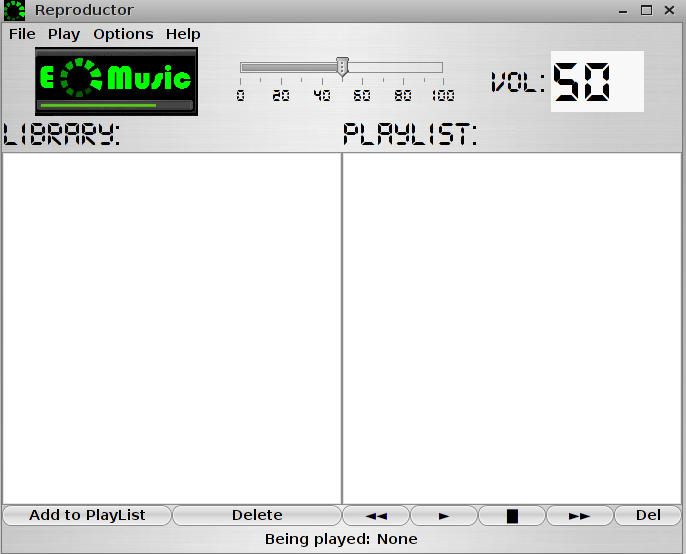 Reproductor
File Play Options Help
E Music
0 20 40 60 80 100
VOL: 50
LIBRARY:
PLAYLIST:
Add to PlayList
Delete
Del
Being played: None